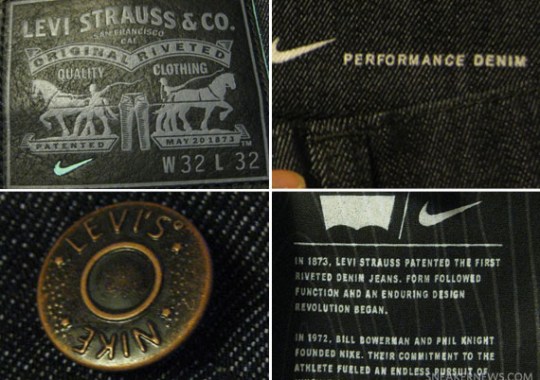 LEVI STRAUSS & CO.
SAN FRANCISCO
CAL
ORIGINAL RIVETED
QUALITY CLOTHING
PATENTED MAY 20 1873 ™
W 32 L 32
PERFORMANCE DENIM
LEVI'S®
NIKE
IN 1873, LEVI STRAUSS PATENTED THE FIRST
RIVETED DENIM JEANS. FORM FOLLOWED
FUNCTION AND AN ENDURING DESIGN
REVOLUTION BEGAN.
IN 1972, BILL BOWERMAN AND PHIL KNIGHT
FOUNDED NIKE. THEIR COMMITMENT TO THE
ATHLETE FUELED AN ENDLESS PURSUIT OF
SNEAKERNEWS.COM